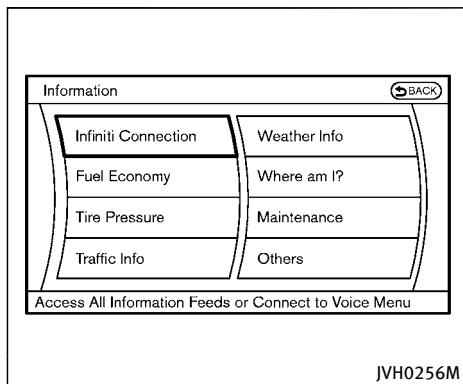 Information
BACK
Infiniti Connection
Weather Info
Fuel Economy
Where am I?
Tire Pressure
Maintenance
Traffic Info
Others
Access All Information Feeds or Connect to Voice Menu
JVH0256M